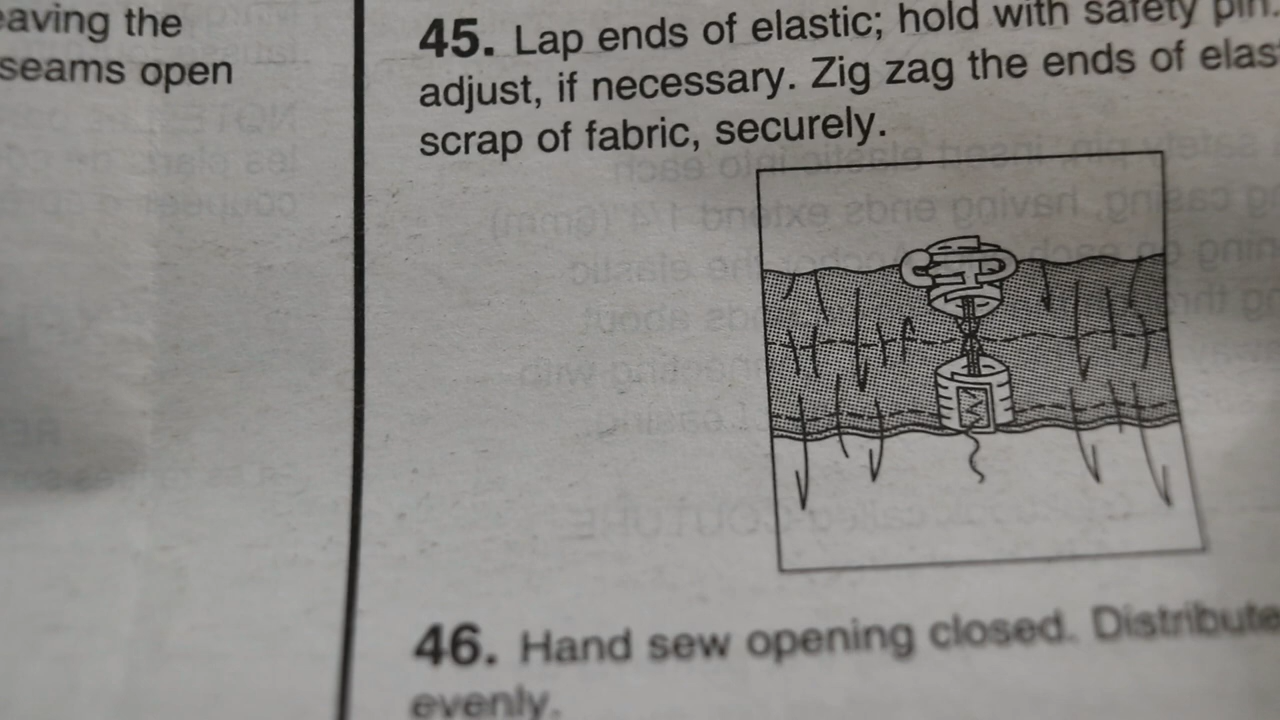 eaving the
seams open
45. Lap ends of elastic; hold with safety pin.
adjust, if necessary. Zig zag the ends of elas
scrap of fabric, securely.
46. Hand sew opening closed. Distribute
evenly.